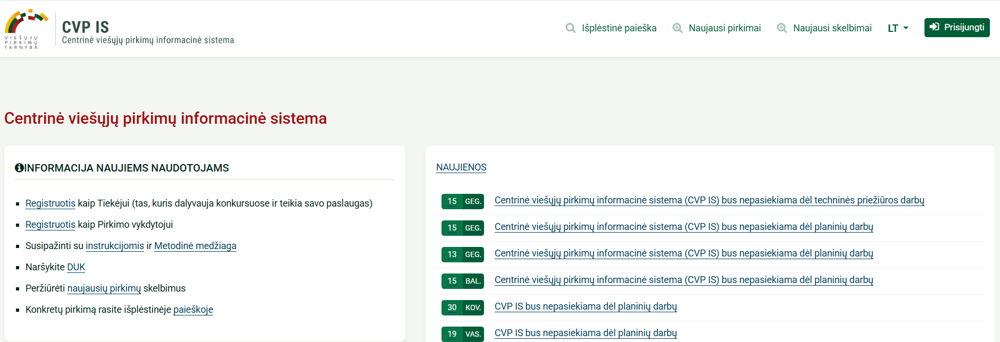 VIEŠŲJŲ
PIRKIMŲ
TARNYBA
CVP IS
Centrinė viešųjų pirkimų informacinė sistema
Išplėstinė paieška
Naujausi pirkimai
Naujausi skelbimai
LT
Prisijungti
Centrinė viešųjų pirkimų informacinė sistema
INFORMACIJA NAUJIEMS NAUDOTOJAMS
Registruotis kaip Tiekėjui (tas, kuris dalyvauja konkursuose ir teikia savo paslaugas)
Registruotis kaip Pirkimo vykdytojui
Susipažinti su instrukcijomis ir Metodinė medžiaga
Naršykite DUK
Peržiūrėti naujausių pirkimų skelbimus
Konkretų pirkimą rasite išplėstinėje paieškoje
NAUJIENOS
15 GEG. Centrinė viešųjų pirkimų informacinė sistema (CVP IS) bus nepasiekiama dėl techninės priežiūros darbų
15 GEG. Centrinė viešųjų pirkimų informacinė sistema (CVP IS) bus nepasiekiama dėl planinių darbų
13 GEG. Centrinė viešųjų pirkimų informacinė sistema (CVP IS) bus nepasiekiama dėl planinių darbų
15 BAL. Centrinė viešųjų pirkimų informacinė sistema (CVP IS) bus nepasiekiama dėl planinių darbų
30 KOV. CVP IS bus nepasiekiama dėl planinių darbų
19 VAS. CVP IS bus nepasiekiama dėl planinių darbų